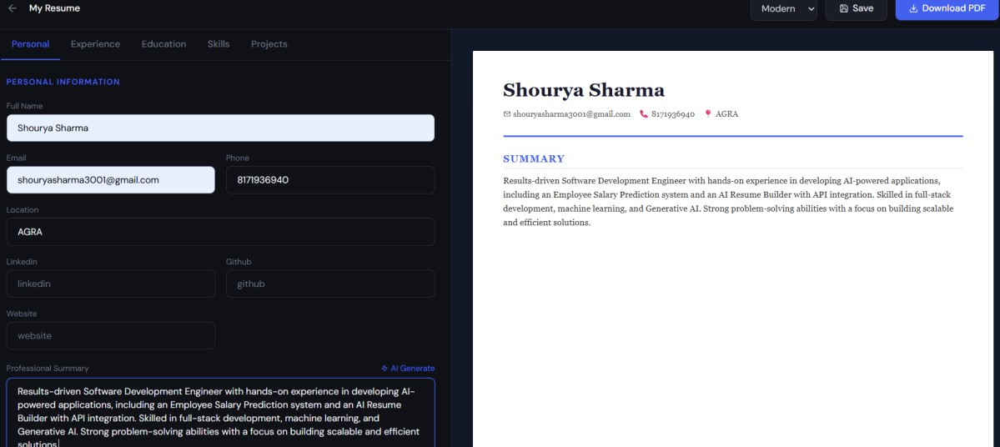 My Resume
Modern
Save
Download PDF
Personal Experience Education Skills Projects
PERSONAL INFORMATION
Full Name
Shourya Sharma
Email Phone
shouryasharma3001@gmail.com 8171936940
Location
AGRA
Linkedin Github
linkedin github
Website
website
Professional Summary AI Generate
Results-driven Software Development Engineer with hands-on experience in developing AI-
powered applications, including an Employee Salary Prediction system and an AI Resume
Builder with API integration. Skilled in full-stack development, machine learning, and
Generative AI. Strong problem-solving abilities with a focus on building scalable and efficient
solutions
Shourya Sharma
shouryasharma3001@gmail.com 8171936940 AGRA
SUMMARY
Results-driven Software Development Engineer with hands-on experience in developing AI-powered applications,
including an Employee Salary Prediction system and an AI Resume Builder with API integration. Skilled in full-stack
development, machine learning, and Generative AI. Strong problem-solving abilities with a focus on building scalable
and efficient solutions.